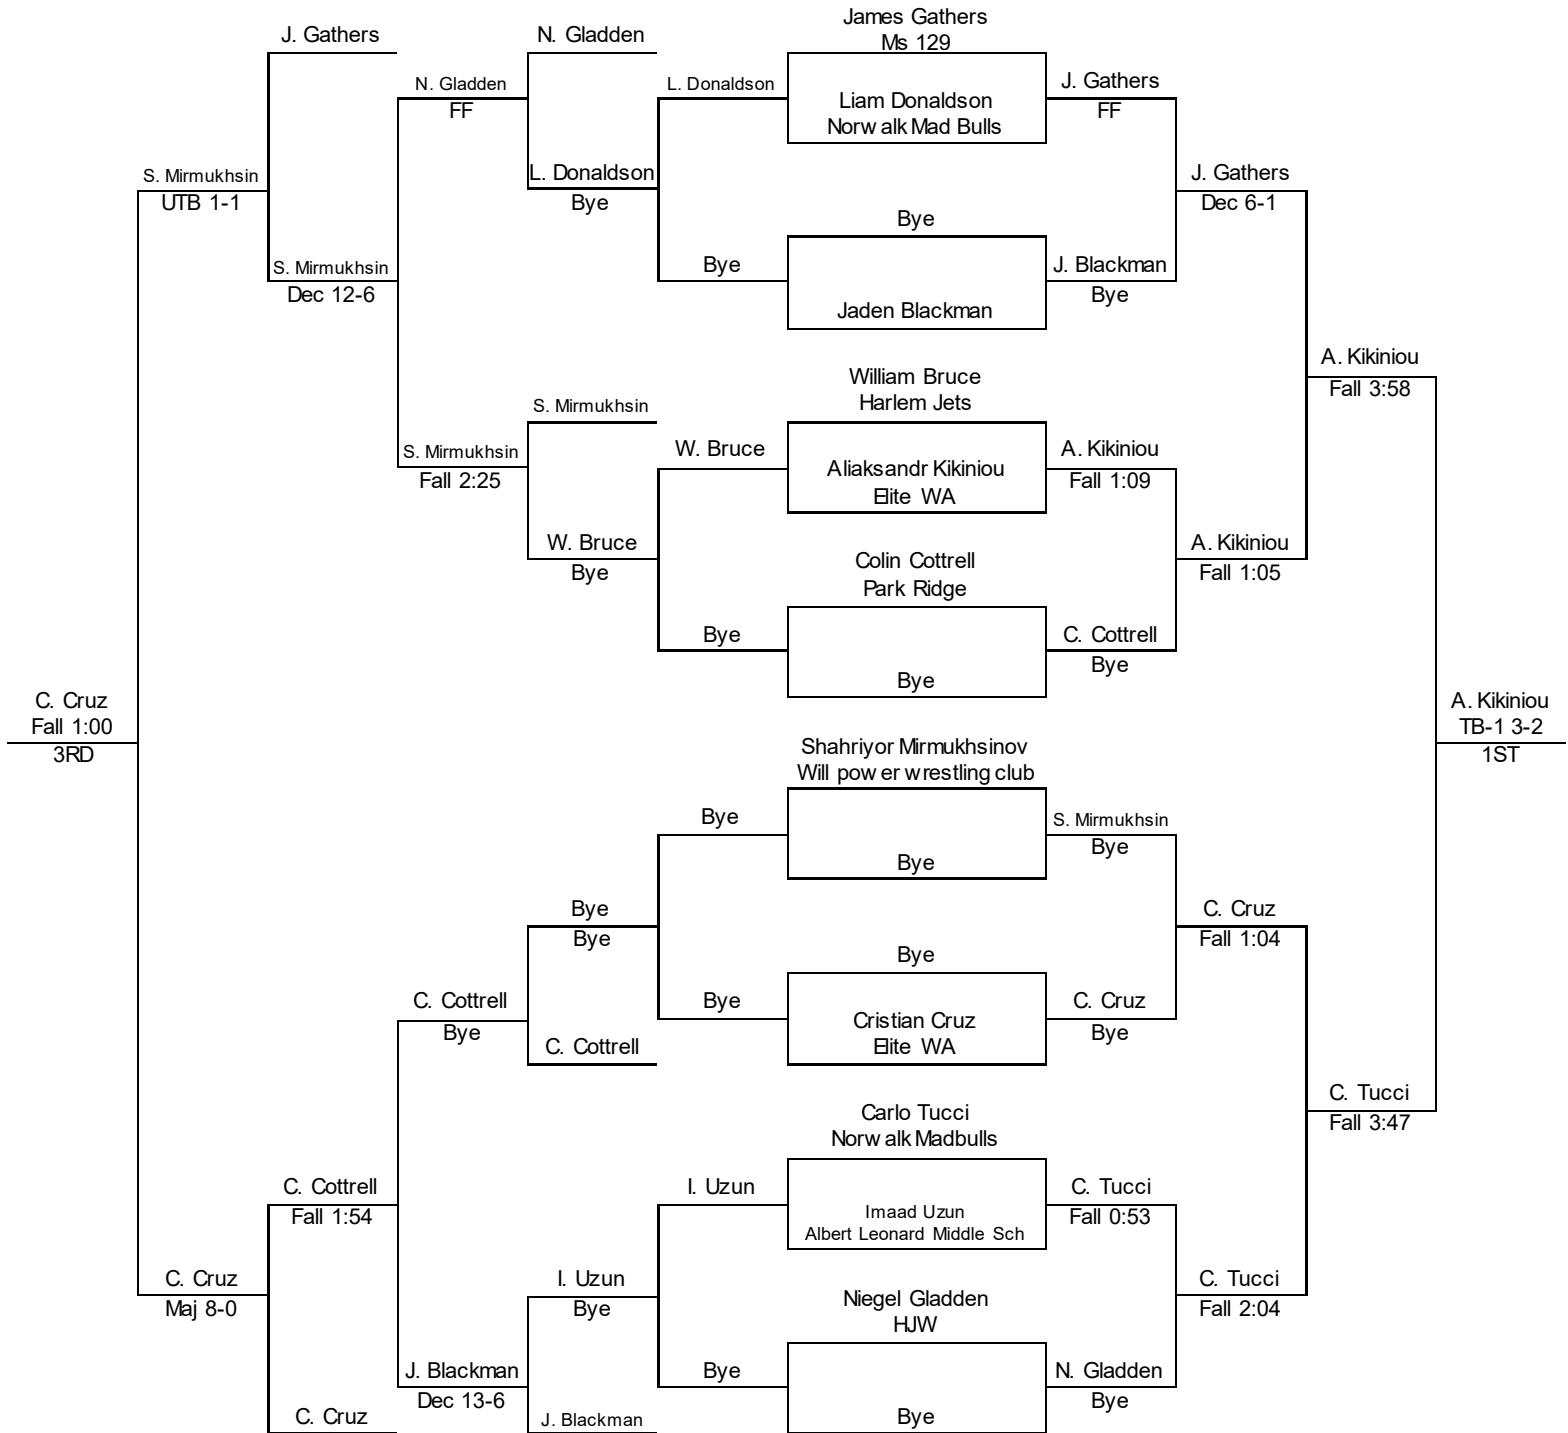 James Gathers
Ms 129
J. Gathers
N. Gladden
N. Gladden
FF
L. Donaldson
Liam Donaldson
Norwalk Mad Bulls
J. Gathers
FF
S. Mirmukhsin
UTB 1-1
L. Donaldson
Bye
J. Gathers
Dec 6-1
Bye
S. Mirmukhsin
Dec 12-6
Bye
Jaden Blackman
J. Blackman
Bye
William Bruce
Harlem Jets
A. Kikiniou
Fall 3:58
S. Mirmukhsin
S. Mirmukhsin
Fall 2:25
W. Bruce
Aliaksandr Kikiniou
Elite WA
A. Kikiniou
Fall 1:09
W. Bruce
Bye
Colin Cottrell
Park Ridge
A. Kikiniou
Fall 1:05
Bye
Bye
C. Cottrell
Bye
C. Cruz
Fall 1:00
3RD
A. Kikiniou
TB-1 3-2
1ST
Shahriyor Mirmukhsinov
Will power wrestling club
Bye
Bye
S. Mirmukhsin
Bye
Bye
Bye
C. Cruz
Fall 1:04
Bye
C. Cottrell
Bye
Bye
Cristian Cruz
Elite WA
C. Cruz
Bye
C. Cottrell
Carlo Tucci
Norwalk Madbulls
C. Tucci
Fall 3:47
C. Cottrell
Fall 1:54
I. Uzun
Imaad Uzun
Albert Leonard Middle Sch
C. Tucci
Fall 0:53
C. Cruz
Maj 8-0
I. Uzun
Bye
Niegel Gladden
HJW
C. Tucci
Fall 2:04
J. Blackman
Dec 13-6
Bye
N. Gladden
Bye
C. Cruz
J. Blackman
Bye